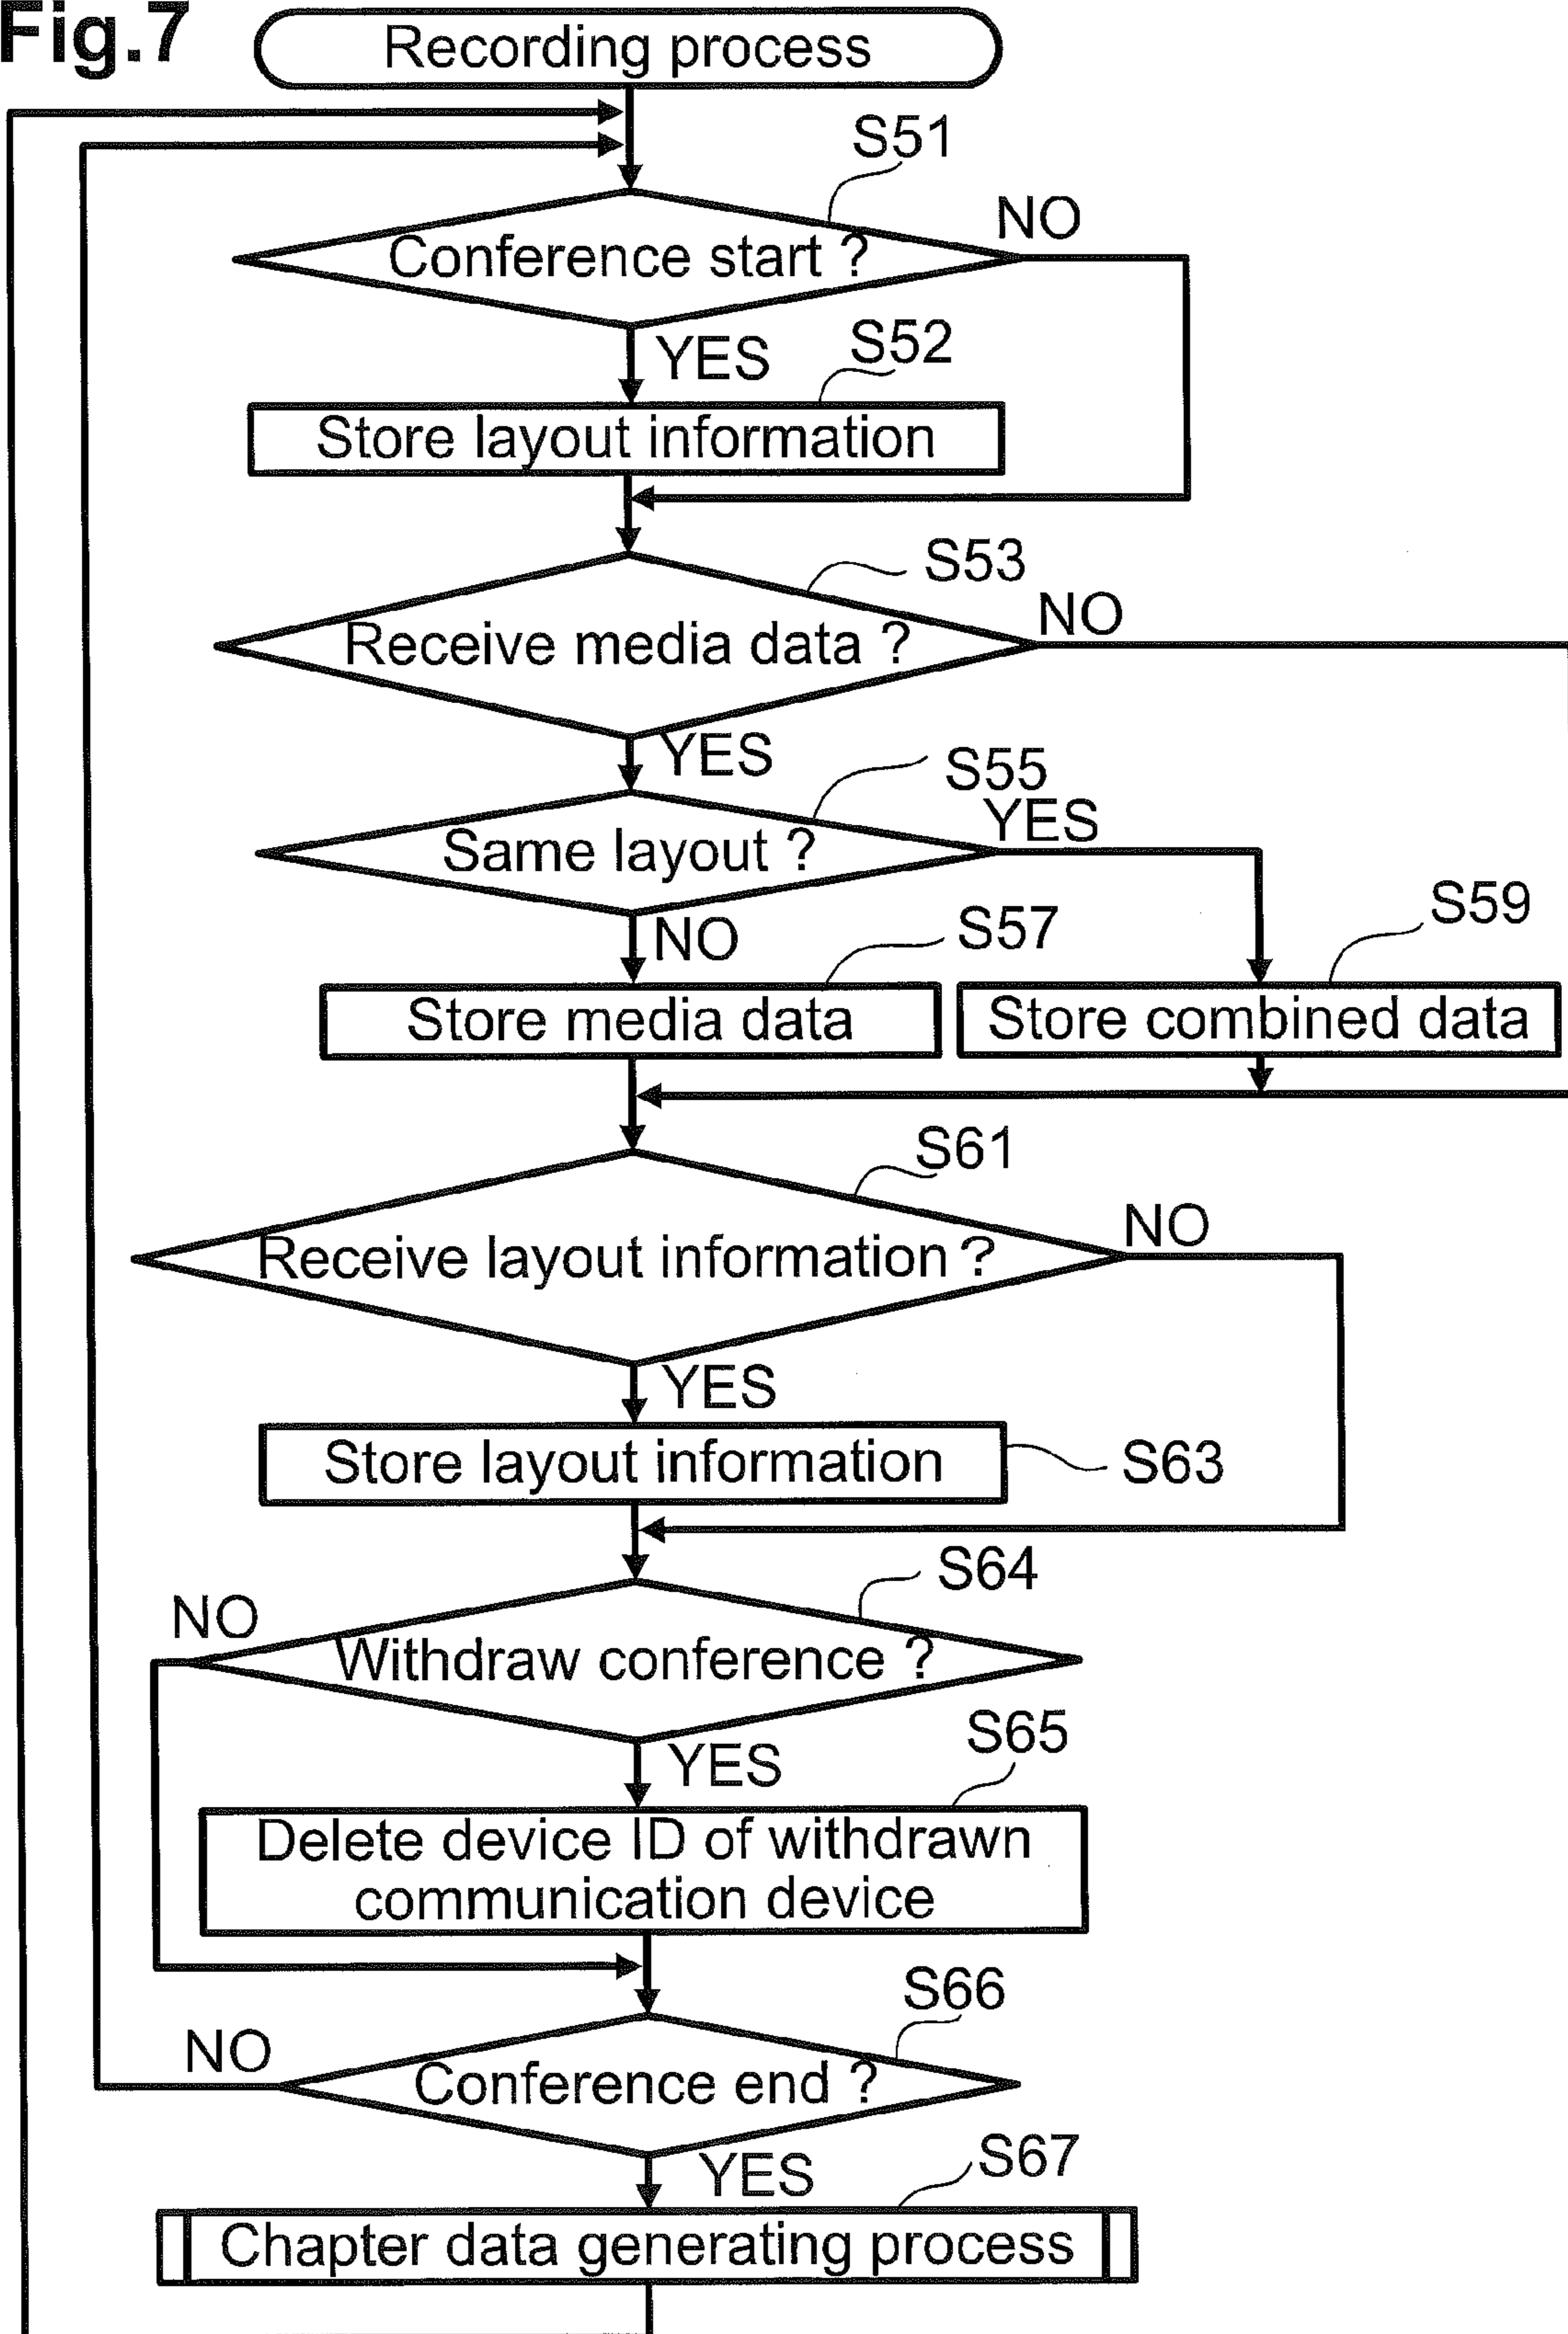 Fig.7
Recording process
S51
NO
Conference start ?
YES
S52
Store layout information
S53
NO
Receive media data ?
YES
S55
YES
Same layout ?
NO
S57
S59
Store media data
Store combined data
S61
NO
Receive layout information ?
YES
Store layout information
S63
S64
NO
Withdraw conference ?
YES
S65
Delete device ID of withdrawn
communication device
S66
NO
Conference end ?
YES
S67
Chapter data generating process